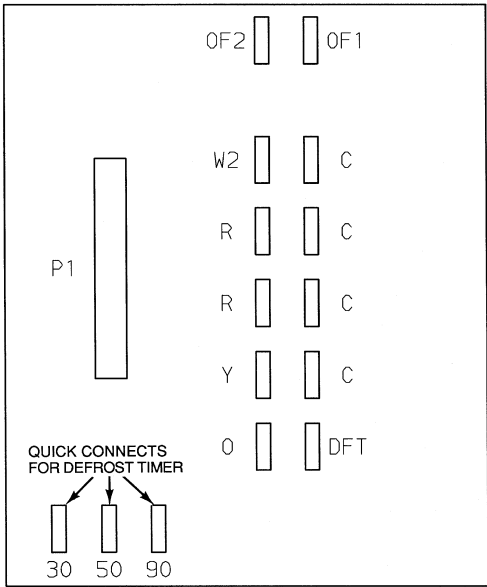 OF2 OF1
W2 C
R C
P1
R C
Y C
O DFT
QUICK CONNECTS
FOR DEFROST TIMER
30 50 90